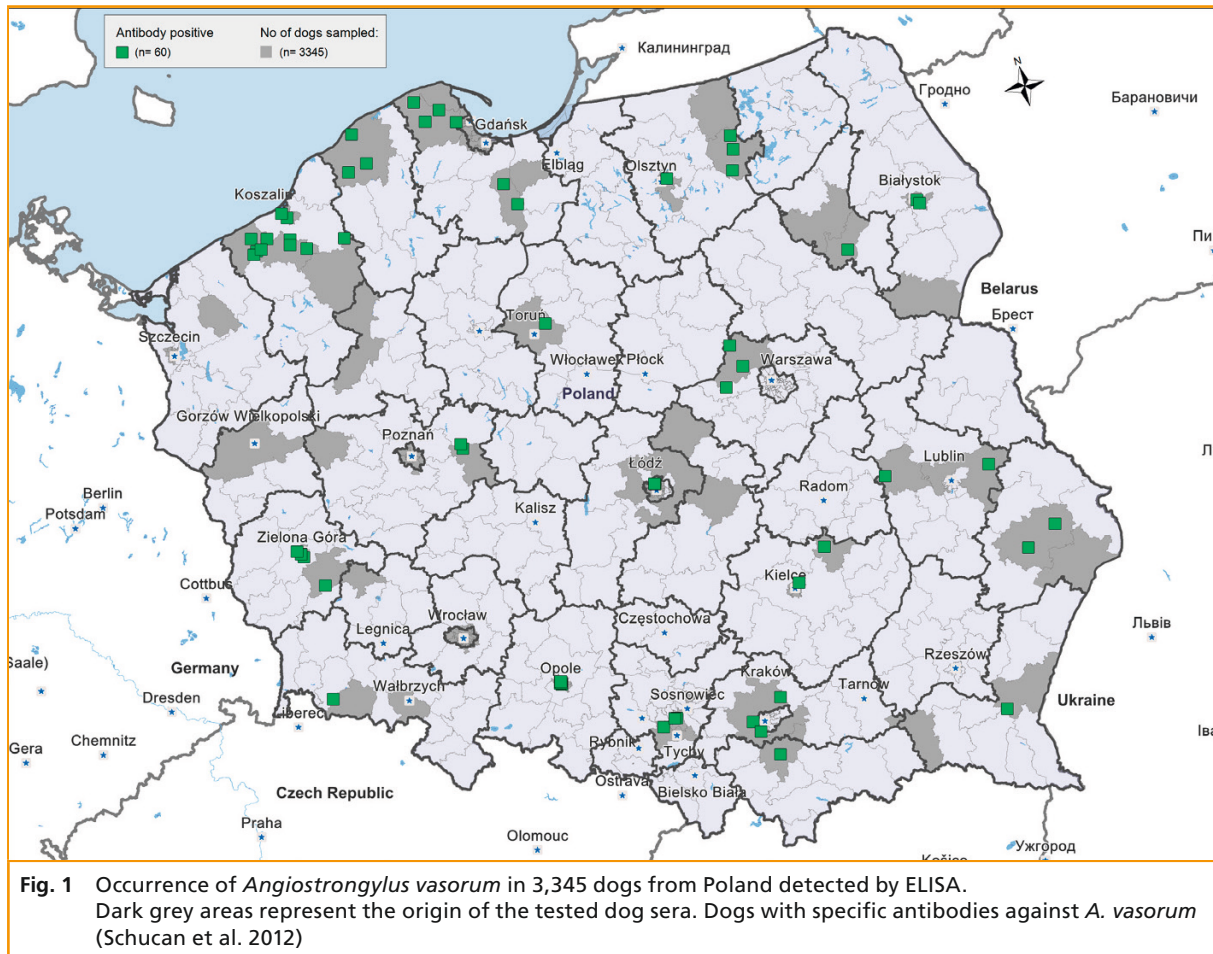 Antibody positive
(n= 60)
No of dogs sampled:
(n= 3345)
N
Калининград
Гродно
Барановичи
Gdańsk
Elbląg
Olsztyn
Białystok
Koszalin
Пи
Belarus
Брест
Szczecin
Toruń
Włocławek
Płock
Warszawa
Poland
Gorzów Wielkopolski
Poznań
Łódź
Lublin
Berlin
Potsdam
Radom
Kalisz
Zielona Góra
Cottbus
Kielce
Wrocław
Legnica
Częstochowa
Львів
Rzeszów
Saale)
Germany
Opole
Kraków
Wałbrzych
Sosnowiec
Tarnów
Ukraine
Dresden
Liberec
Gera
Chemnitz
Rybnik
Tychy
Іва
Ostrava
Bielsko Biała
Czech Republic
Praha
Olomouc
Ужгород
Fig. 1 Occurrence of Angiostrongylus vasorum in 3,345 dogs from Poland detected by ELISA.
Dark grey areas represent the origin of the tested dog sera. Dogs with specific antibodies against A. vasorum
(Schucan et al. 2012)